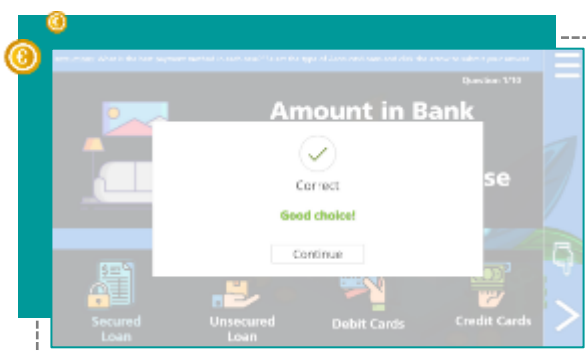 Question 1/10
Amount in Bank
se
Correct
Good choice!
Continue
Secured
Loan
Unsecured
Loan
Debit Cards
Credit Cards